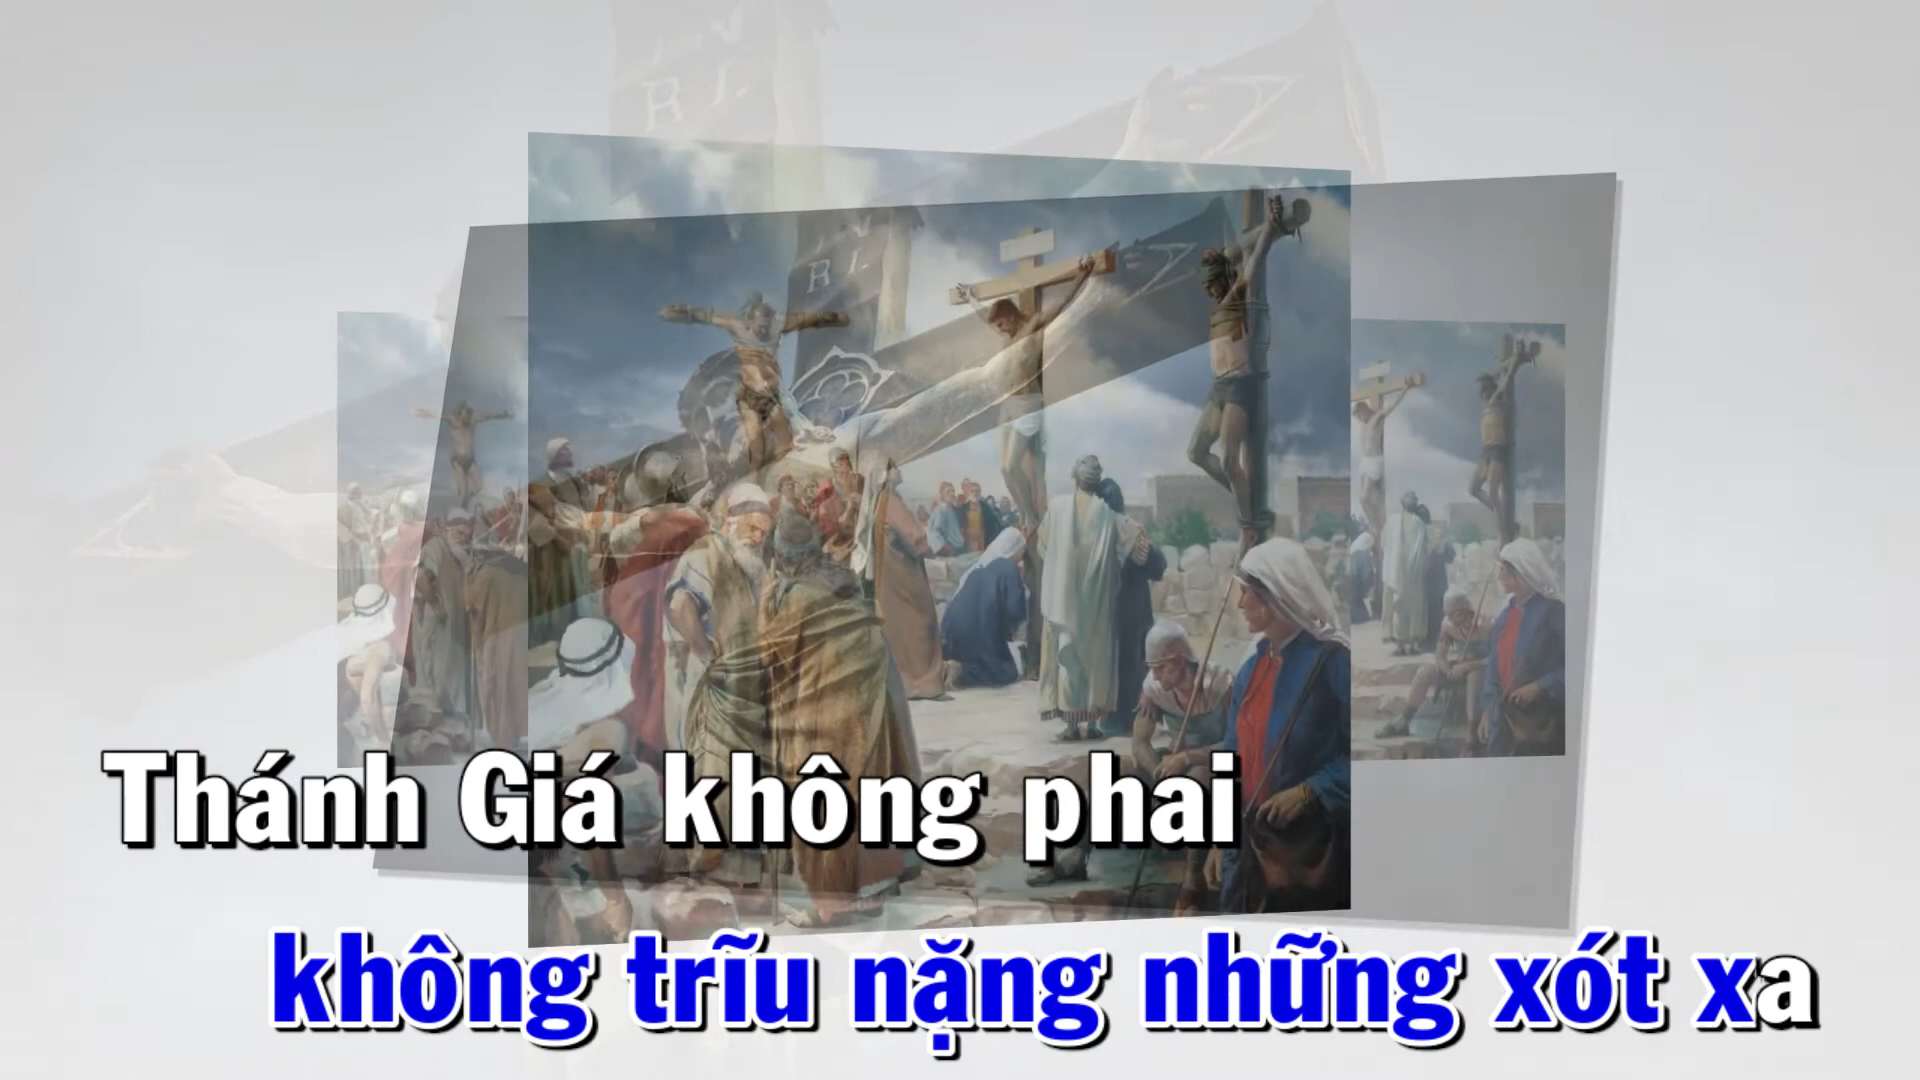 R I.
R I.
Thánh Giá không phai
không trĩu nặng những xót xa